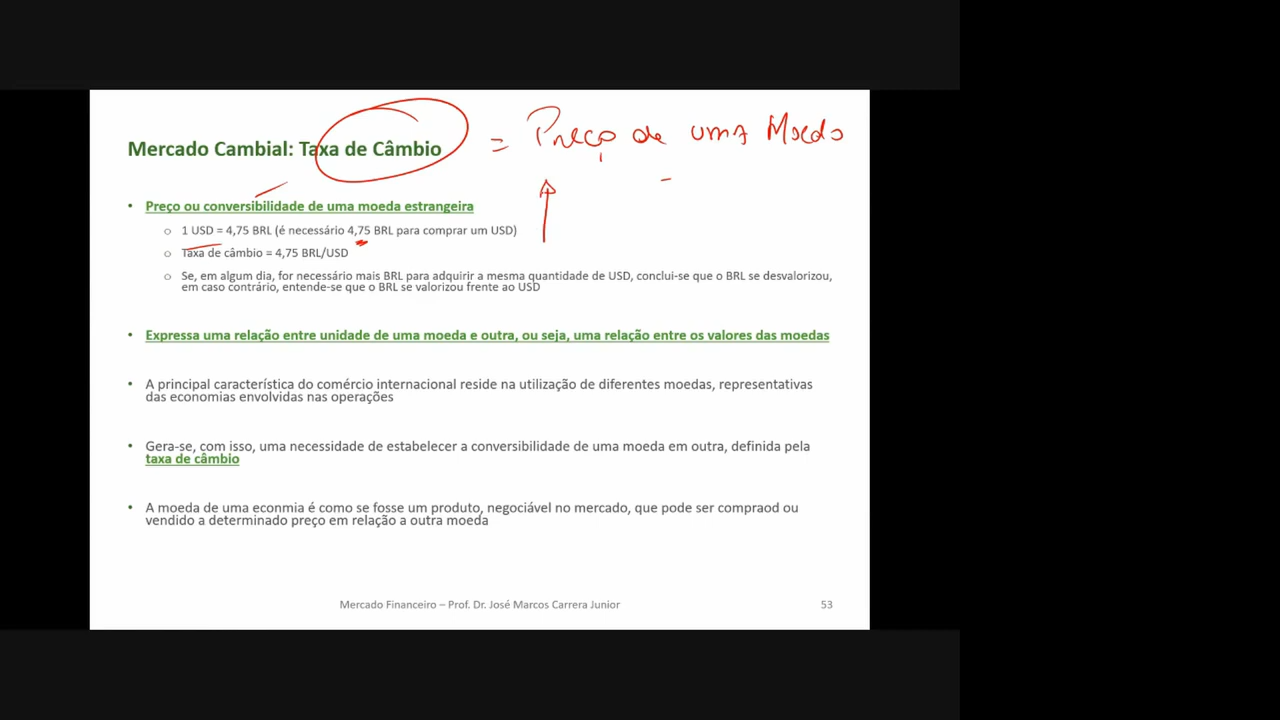 Mercado Cambial: Taxa de Câmbio = Preço de uma Moeda
• Preço ou conversibilidade de uma moeda estrangeira
○ 1 USD = 4,75 BRL (é necessário 4,75 BRL para comprar um USD)
○ Taxa de câmbio = 4,75 BRL/USD
○ Se, em algum dia, for necessário mais BRL para adquirir a mesma quantidade de USD, conclui-se que o BRL se desvalorizou,
em caso contrário, entende-se que o BRL se valorizou frente ao USD
• Expressa uma relação entre unidade de uma moeda e outra, ou seja, uma relação entre os valores das moedas
• A principal característica do comércio internacional reside na utilização de diferentes moedas, representativas
das economias envolvidas nas operações
• Gera-se, com isso, uma necessidade de estabelecer a conversibilidade de uma moeda em outra, definida pela
taxa de câmbio
• A moeda de uma econmia é como se fosse um produto, negociável no mercado, que pode ser compraod ou
vendido a determinado preço em relação a outra moeda
Mercado Financeiro – Prof. Dr. José Marcos Carrera Junior 53